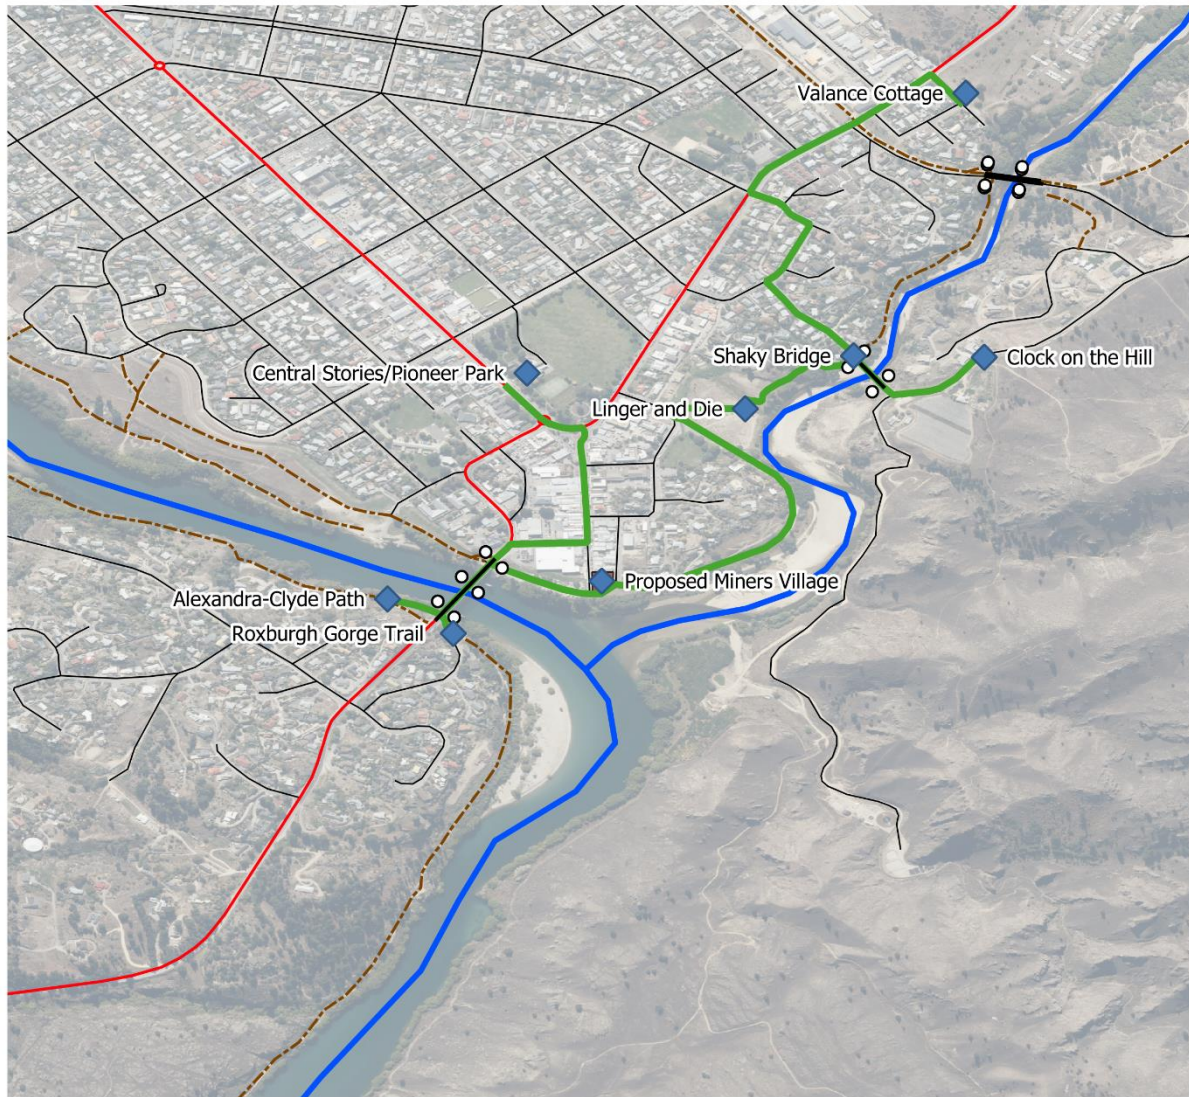 Valance Cottage
Shaky Bridge
Clock on the Hill
Central Stories/Pioneer Park
Linger and Die
Proposed Miners Village
Alexandra-Clyde Path
Roxburgh Gorge Trail